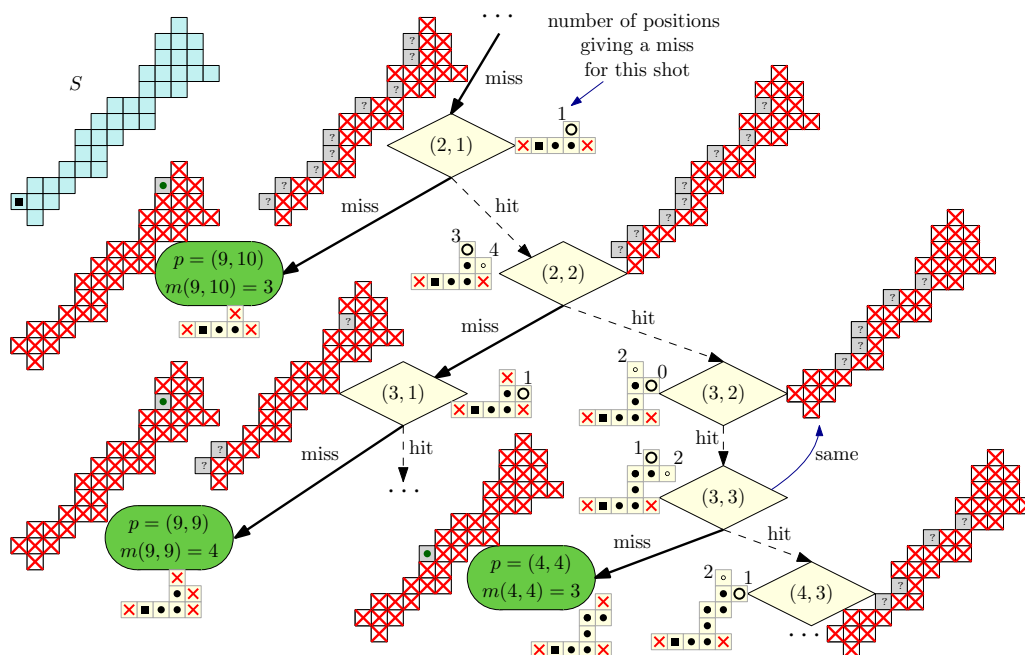 · · ·
number of positions
giving a miss
for this shot
S
miss
1
(2, 1)
miss
hit
3
4
(2, 2)
p = (9, 10)
m(9, 10) = 3
miss
hit
(3, 1)
1
2
0
(3, 2)
miss
hit
· · ·
hit
same
1
2
(3, 3)
p = (9, 9)
m(9, 9) = 4
miss
hit
p = (4, 4)
m(4, 4) = 3
2
1
(4, 3)
· · ·